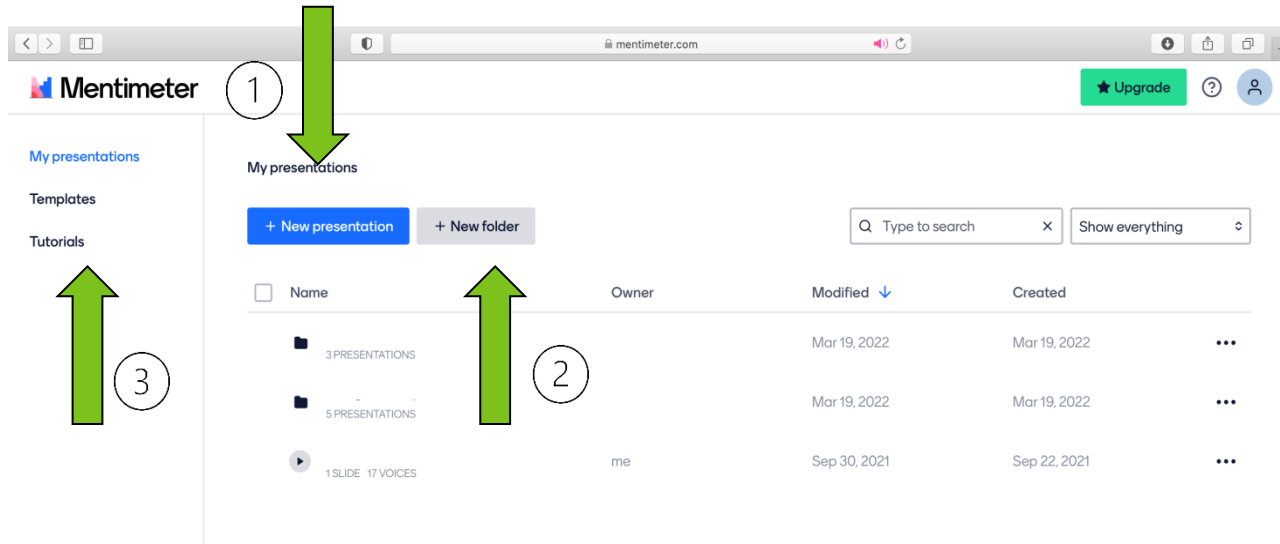 mentimeter.com
Mentimeter
1
Upgrade
?
My presentations
Templates
Tutorials
3
My presentations
+ New presentation
+ New folder
Type to search
Show everything
Name Owner Modified Created
3 PRESENTATIONS Mar 19, 2022 Mar 19, 2022
2
5 PRESENTATIONS Mar 19, 2022 Mar 19, 2022
1 SLIDE 17 VOICES me Sep 30, 2021 Sep 22, 2021